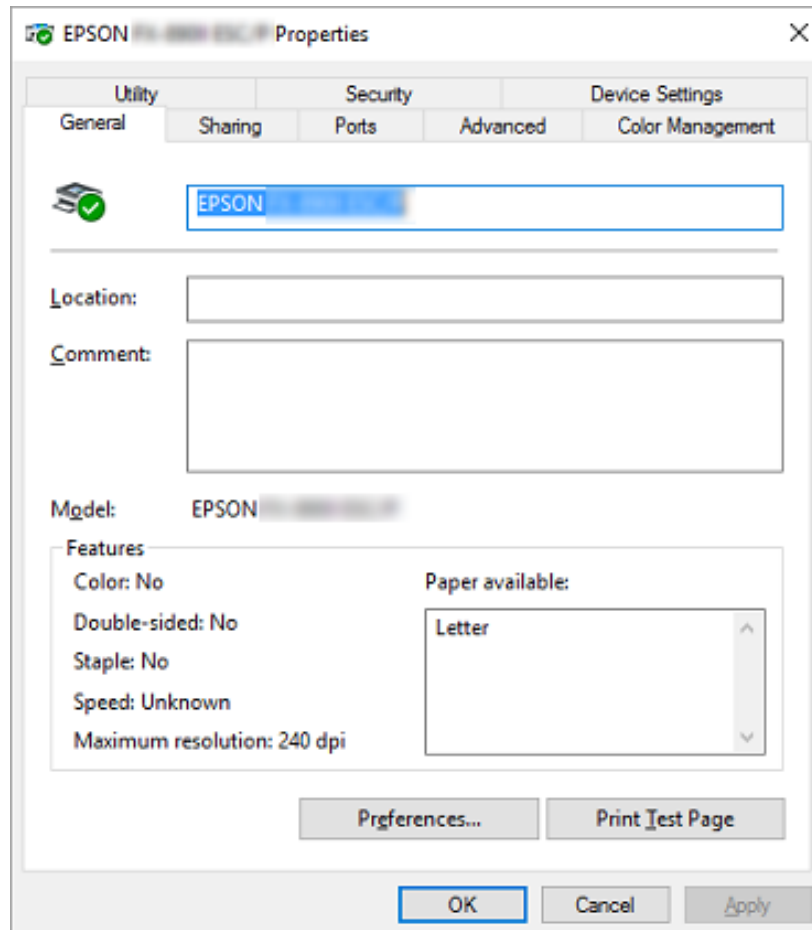 EPSON Properties
Utility Security Device Settings
General Sharing Ports Advanced Color Management
EPSON
Location:
Comment:
Model: EPSON
Features
Color: No
Paper available:
Double-sided: No
Letter
Staple: No
Speed: Unknown
Maximum resolution: 240 dpi
Preferences... Print Test Page
OK Cancel Apply